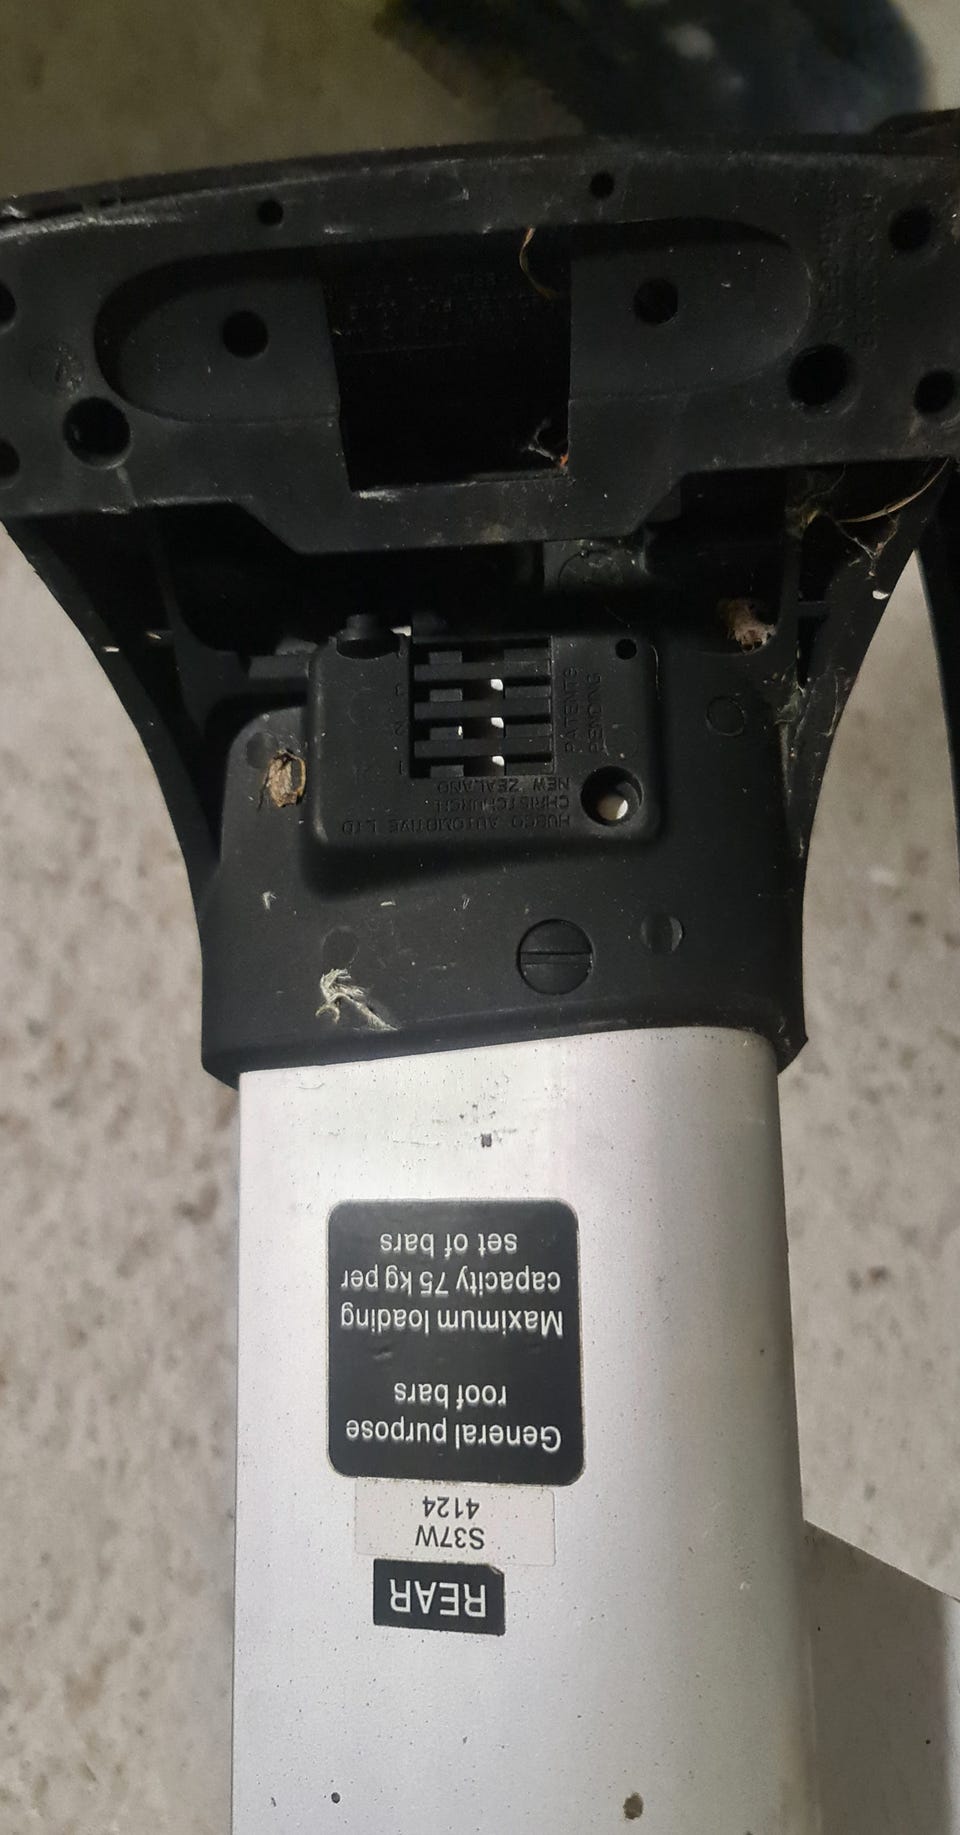 REAR
S37W
4124
General purpose
roof bars
Maximum loading
capacity 75 kg per
set of bars
HUBCO AUTOMOTIVE LTD
CHRISTCHURCH
NEW ZEALAND
PATENTS
PENDING